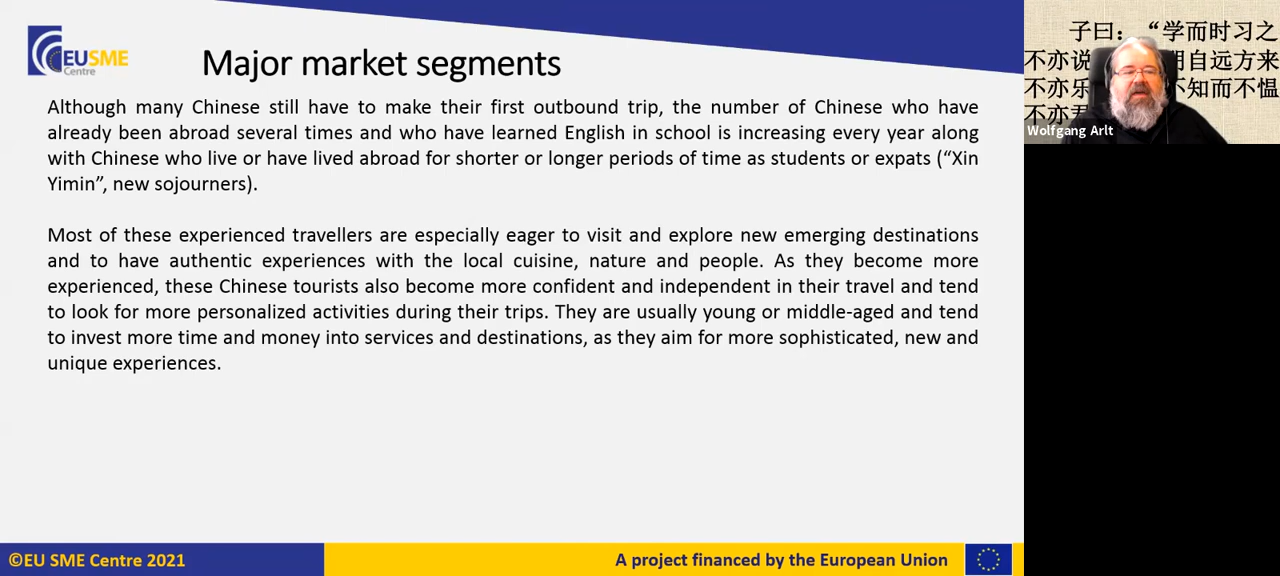 EUSME
Centre
Major market segments
Although many Chinese still have to make their first outbound trip, the number of Chinese who have
already been abroad several times and who have learned English in school is increasing every year along
with Chinese who live or have lived abroad for shorter or longer periods of time as students or expats (“Xin
Yimin”, new sojourners).
Most of these experienced travellers are especially eager to visit and explore new emerging destinations
and to have authentic experiences with the local cuisine, nature and people. As they become more
experienced, these Chinese tourists also become more confident and independent in their travel and tend
to look for more personalized activities during their trips. They are usually young or middle-aged and tend
to invest more time and money into services and destinations, as they aim for more sophisticated, new and
unique experiences.
©EU SME Centre 2021
A project financed by the European Union
子曰：“学而时习之
不亦说 朋自远方来
不亦乐 不知而不愠
不亦君
Wolfgang Arlt